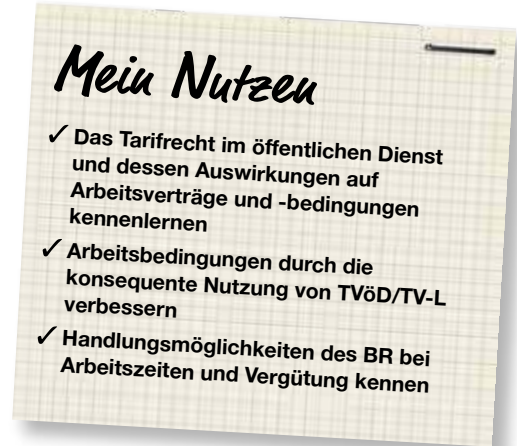 Mein Nutzen
✓ Das Tarifrecht im öffentlichen Dienst
und dessen Auswirkungen auf
Arbeitsverträge und -bedingungen
kennenlernen
✓ Arbeitsbedingungen durch die
konsequente Nutzung von TVöD/TV-L
verbessern
✓ Handlungsmöglichkeiten des BR bei
Arbeitszeiten und Vergütung kennen